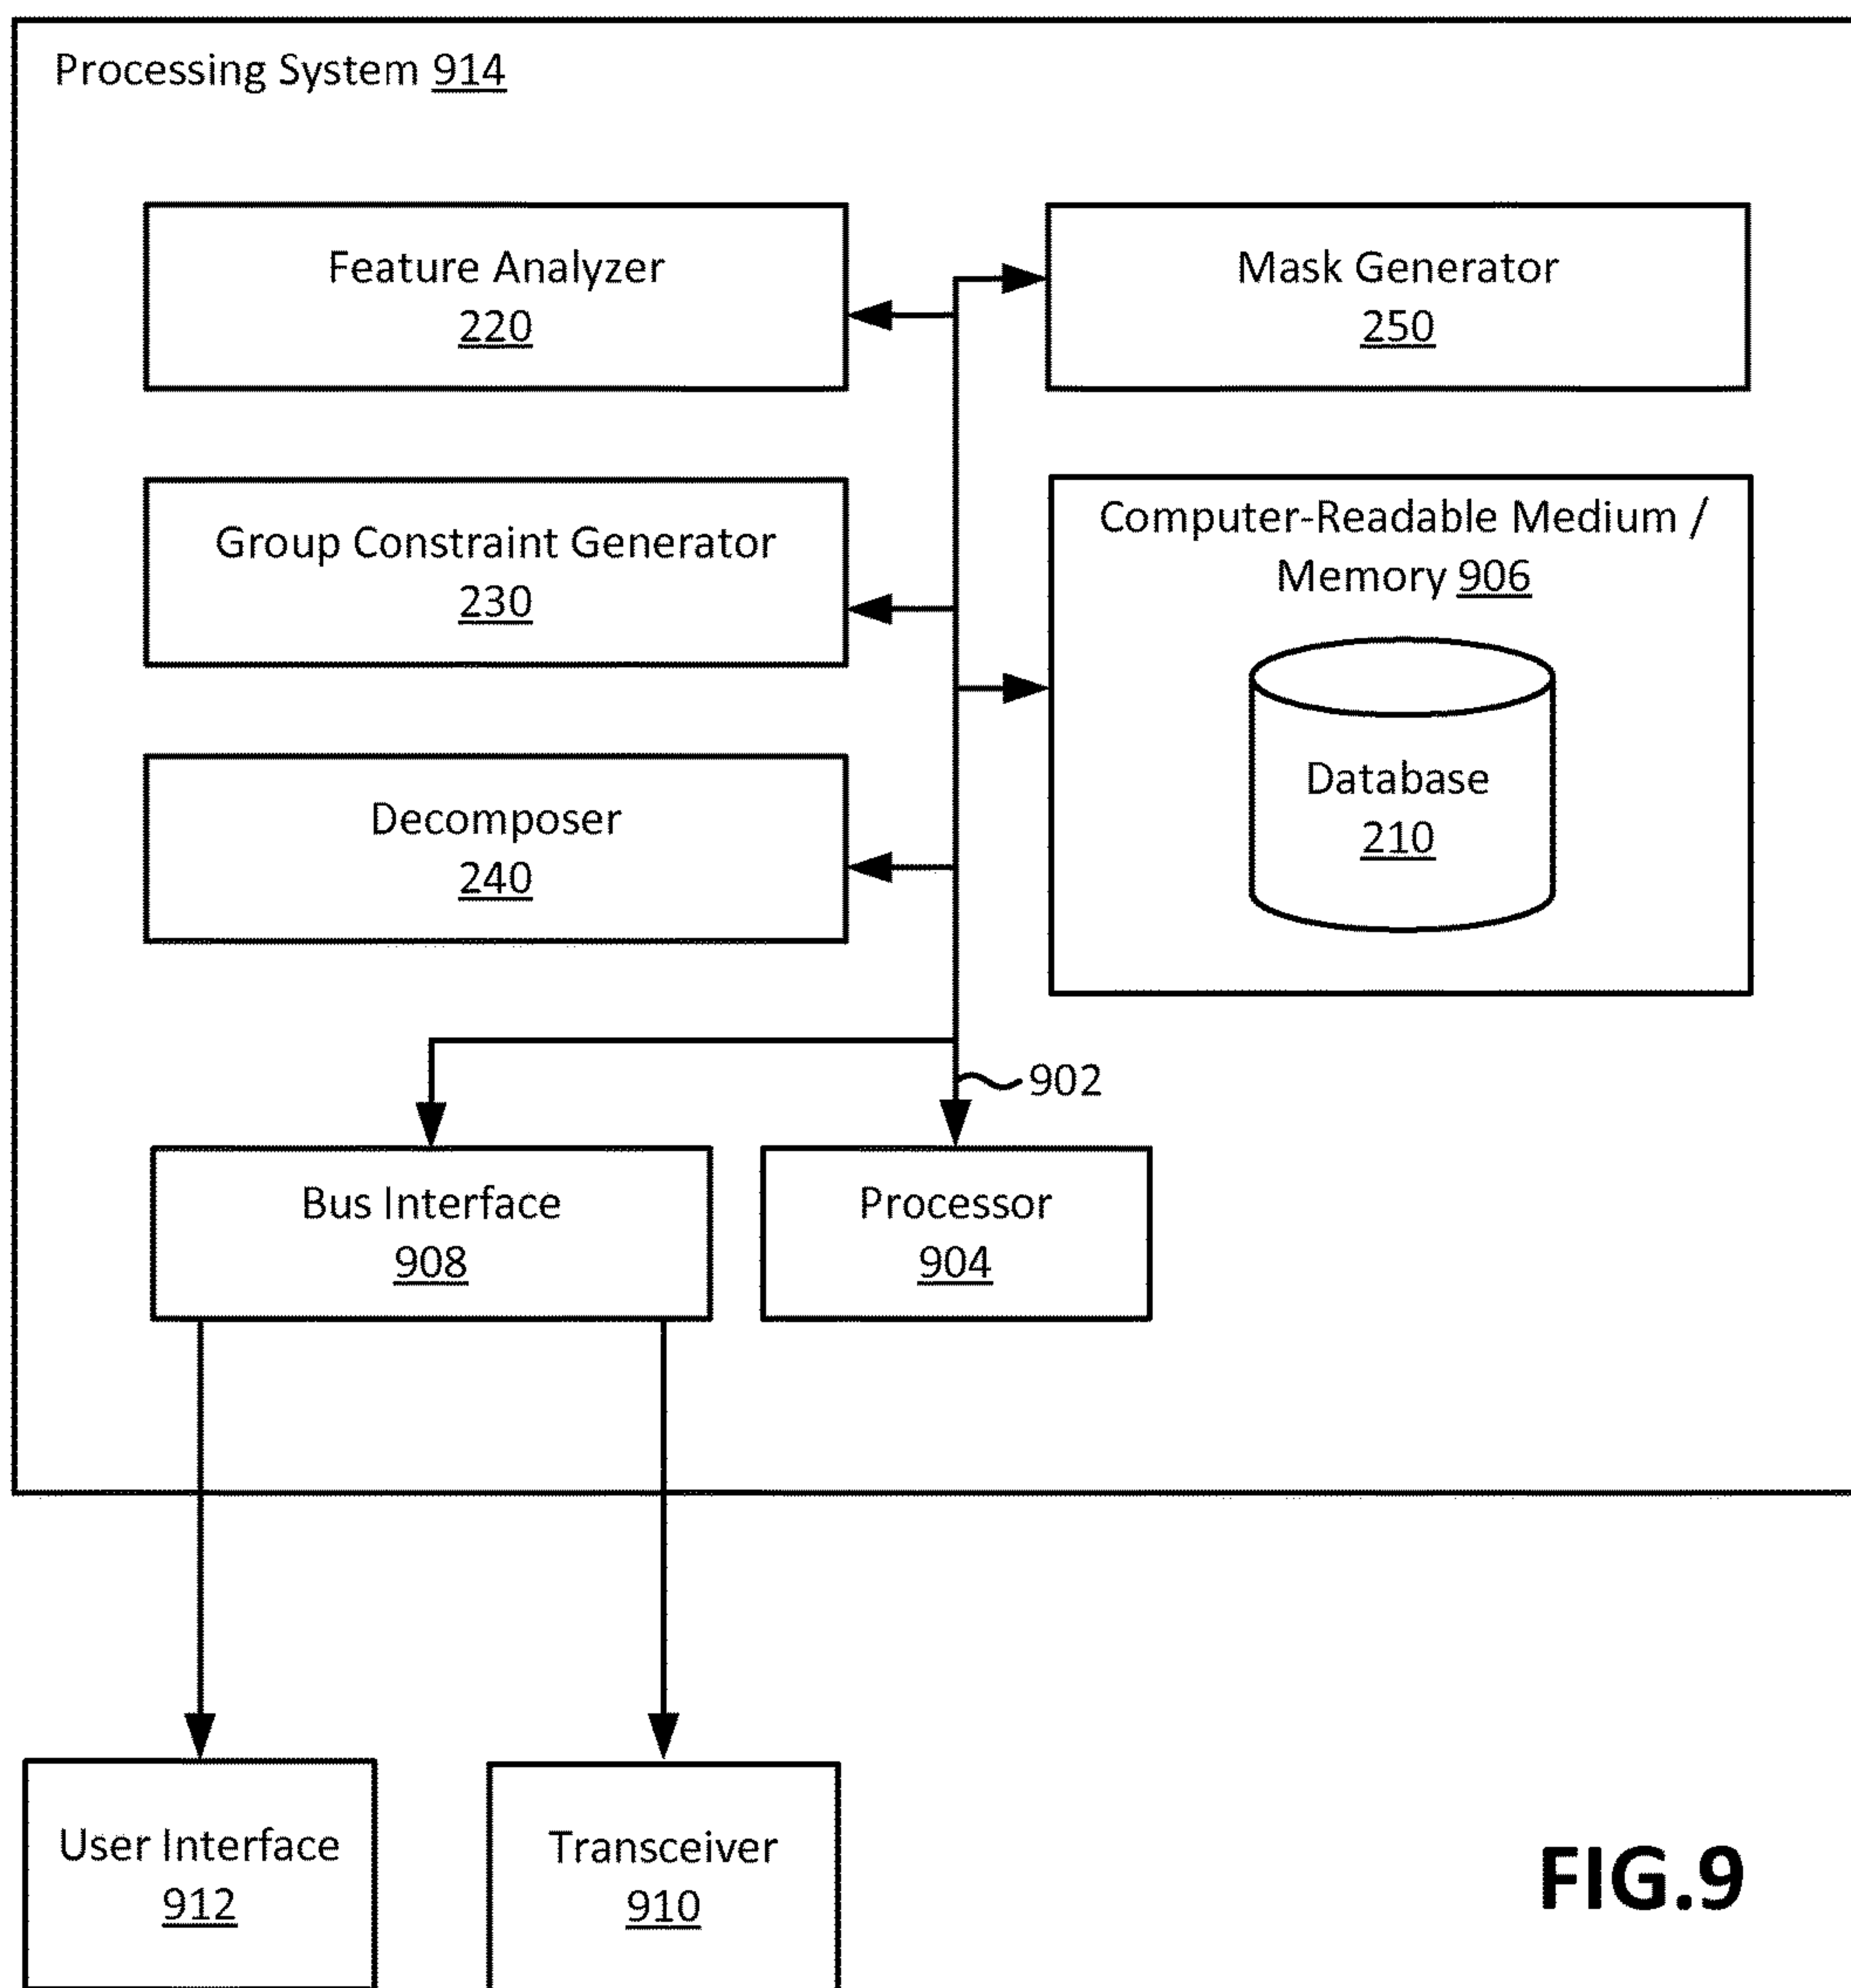 Processing System 914
Feature Analyzer
220
Mask Generator
250
Group Constraint Generator
230
Computer-Readable Medium /
Memory 906
Database
210
Decomposer
240
902
Bus Interface
908
Processor
904
User Interface
912
Transceiver
910
FIG.9